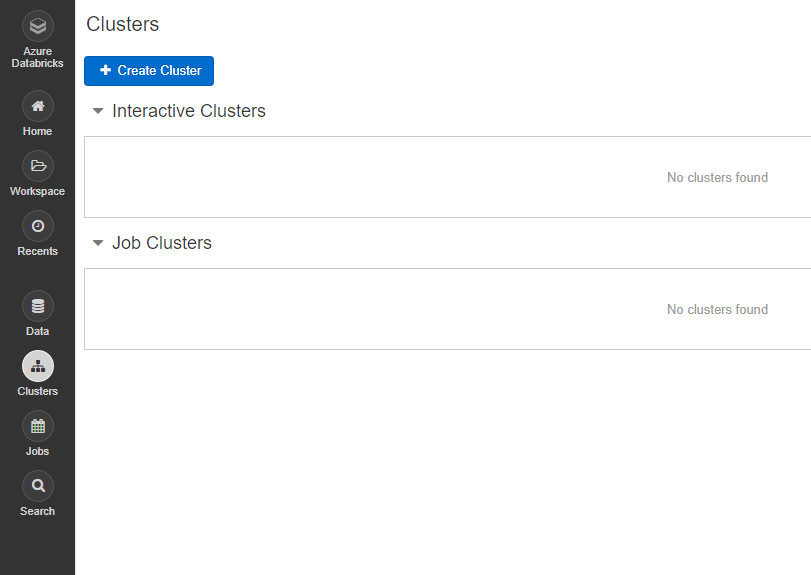 Azure
Databricks
Home
Workspace
Recents
Data
Clusters
Jobs
Search
Clusters
Create Cluster
Interactive Clusters
No clusters found
Job Clusters
No clusters found